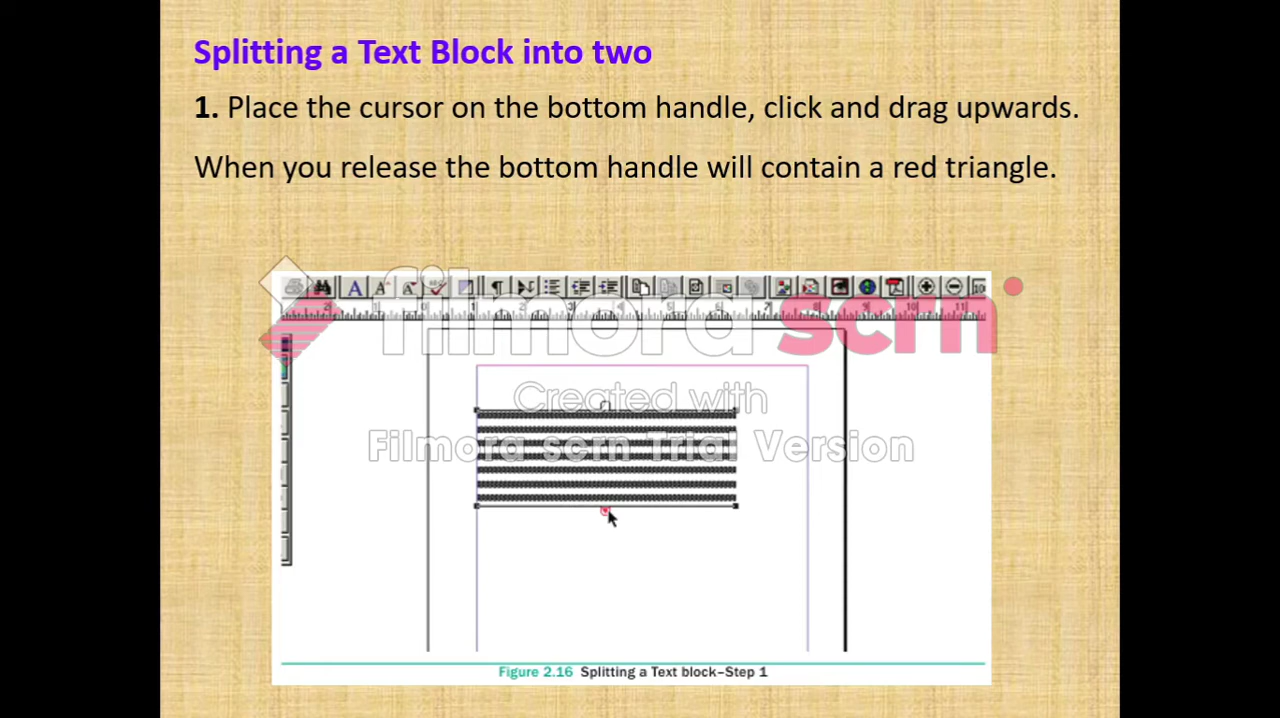 Splitting a Text Block into two
1. Place the cursor on the bottom handle, click and drag upwards.
When you release the bottom handle will contain a red triangle.
filmora scrn
Created with
Filmora scrn Trial Version
Figure 2.16 Splitting a Text block–Step 1